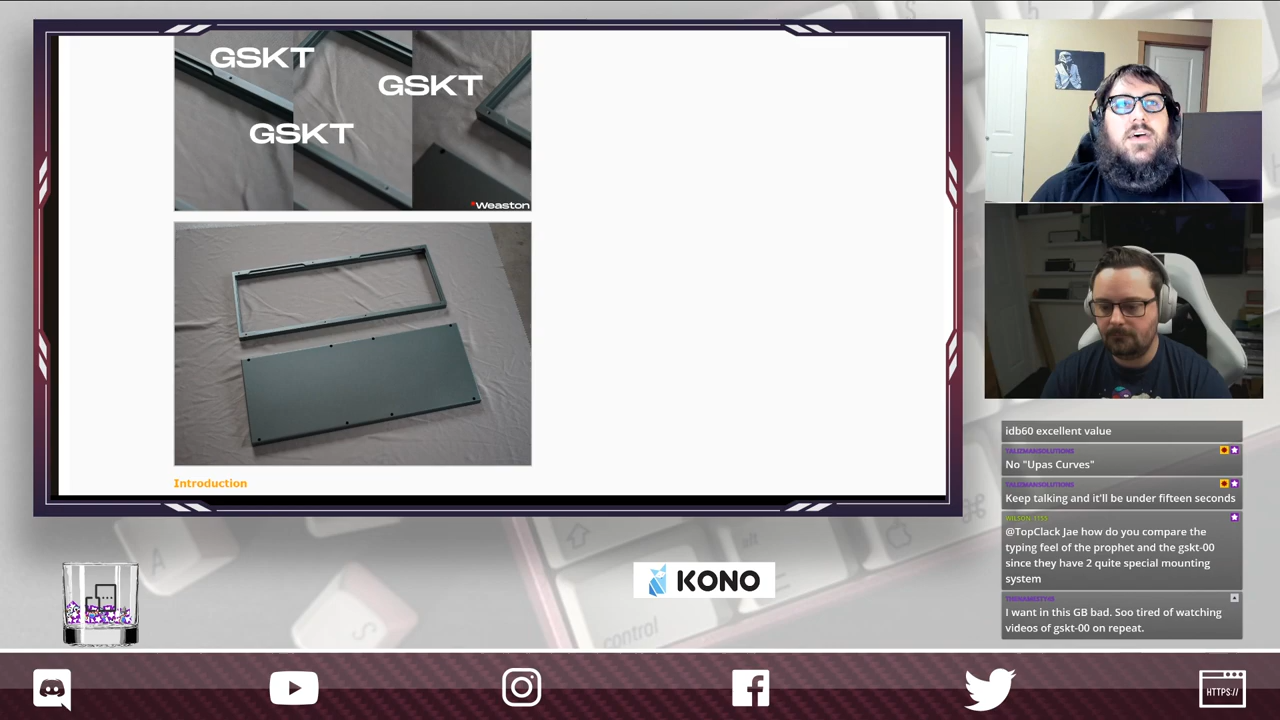 GSKT
GSKT
GSKT
*Weaston
Introduction
idb60 excellent value
TALIZMANSOLUTIONS
No "Upas Curves"
TALIZMANSOLUTIONS
Keep talking and it'll be under fifteen seconds
@TopClack Jae how do you compare the
typing feel of the prophet and the gskt-00
since they have 2 quite special mounting
system
I want in this GB bad. Soo tired of watching
videos of gskt-00 on repeat.
KONO
alt
control
A
S
HTTPS://